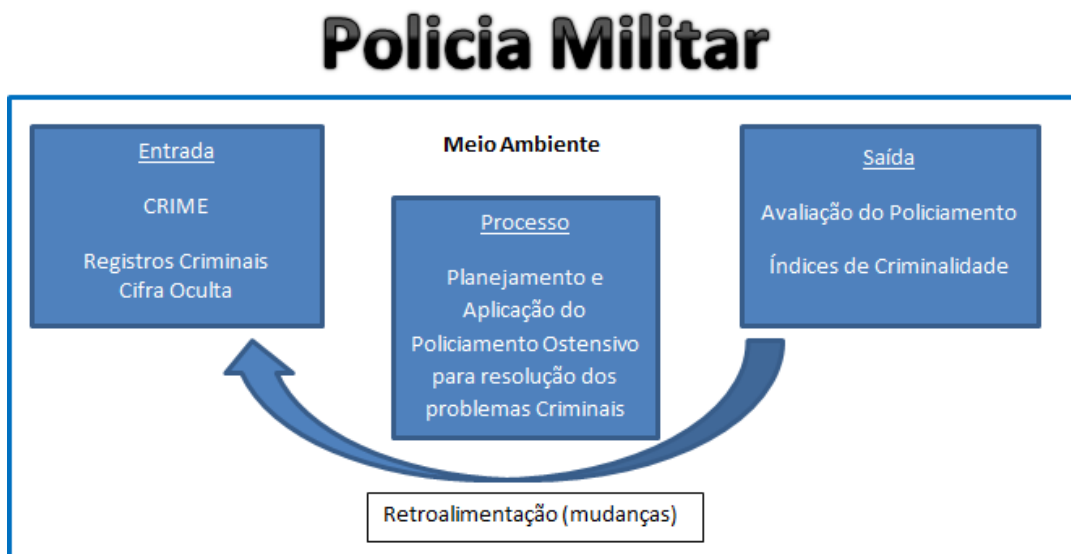 Policia Militar
Entrada
CRIME
Registros Criminais
Cifra Oculta
Meio Ambiente
Processo
Planejamento e
Aplicação do
Policiamento Ostensivo
para resolução dos
problemas Criminais
Saída
Avaliação do Policiamento
Índices de Criminalidade
Retroalimentação (mudanças)